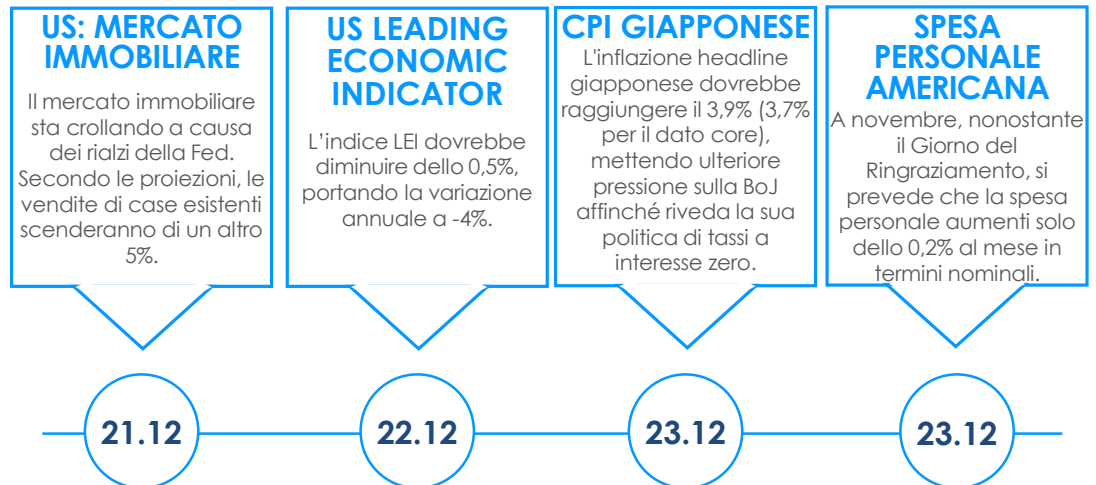 US: MERCATO
IMMOBILIARE
Il mercato immobiliare
sta crollando a causa
dei rialzi della Fed.
Secondo le proiezioni, le
vendite di case esistenti
scenderanno di un altro
5%.
US LEADING
ECONOMIC
INDICATOR
L’indice LEI dovrebbe
diminuire dello 0,5%,
portando la variazione
annuale a -4%.
CPI GIAPPONESE
L'inflazione headline
giapponese dovrebbe
raggiungere il 3,9% (3,7%
per il dato core),
mettendo ulteriore
pressione sulla BoJ
affinché riveda la sua
politica di tassi a
interesse zero.
SPESA
PERSONALE
AMERICANA
A novembre, nonostante
il Giorno del
Ringraziamento, si
prevede che la spesa
personale aumenti solo
dello 0,2% al mese in
termini nominali.
21.12
22.12
23.12
23.12